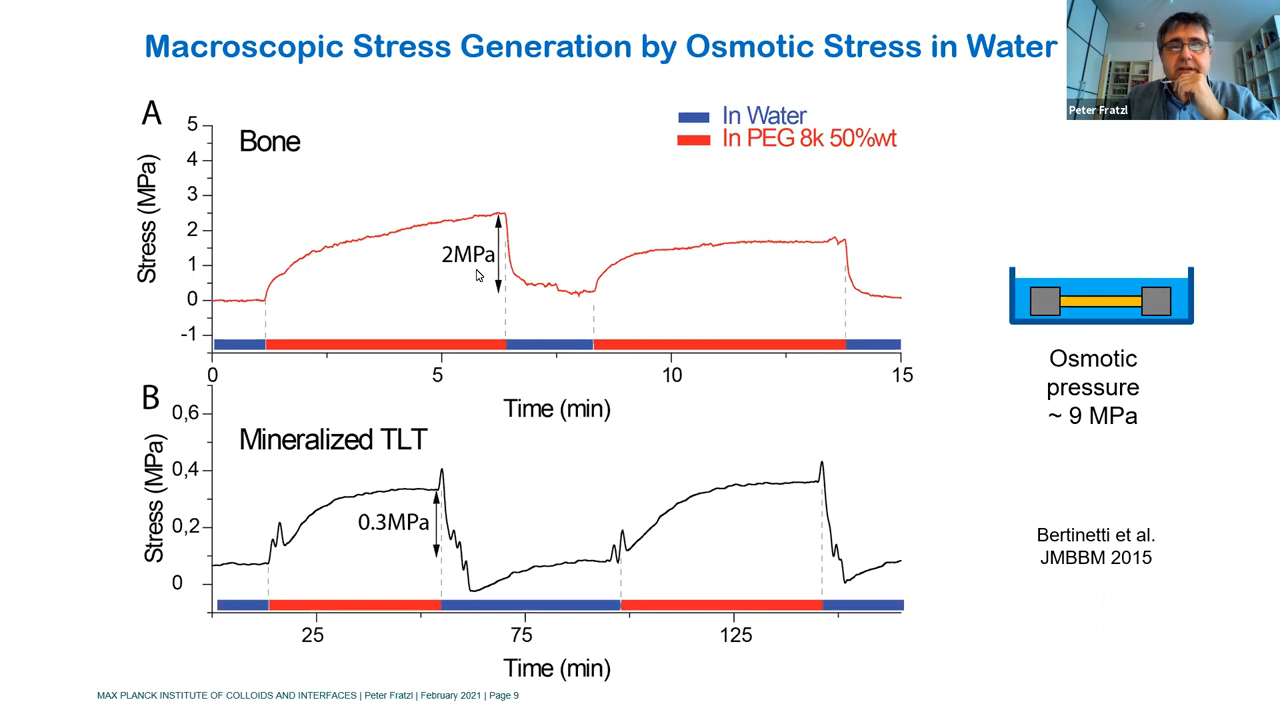 Macroscopic Stress Generation by Osmotic Stress in Water
Peter Fratzl
A
Bone
In Water
In PEG 8k 50%wt
Stress (MPa)
5
4
3
2
1
0
-1
2MPa
0
5
10
15
Time (min)
Osmotic
pressure
~ 9 MPa
B
Mineralized TLT
Stress (MPa)
0,6
0,4
0,2
0
0.3MPa
25
75
125
Time (min)
Bertinetti et al.
JMBBM 2015
MAX PLANCK INSTITUTE OF COLLOIDS AND INTERFACES | Peter Fratzl | February 2021 | Page 9